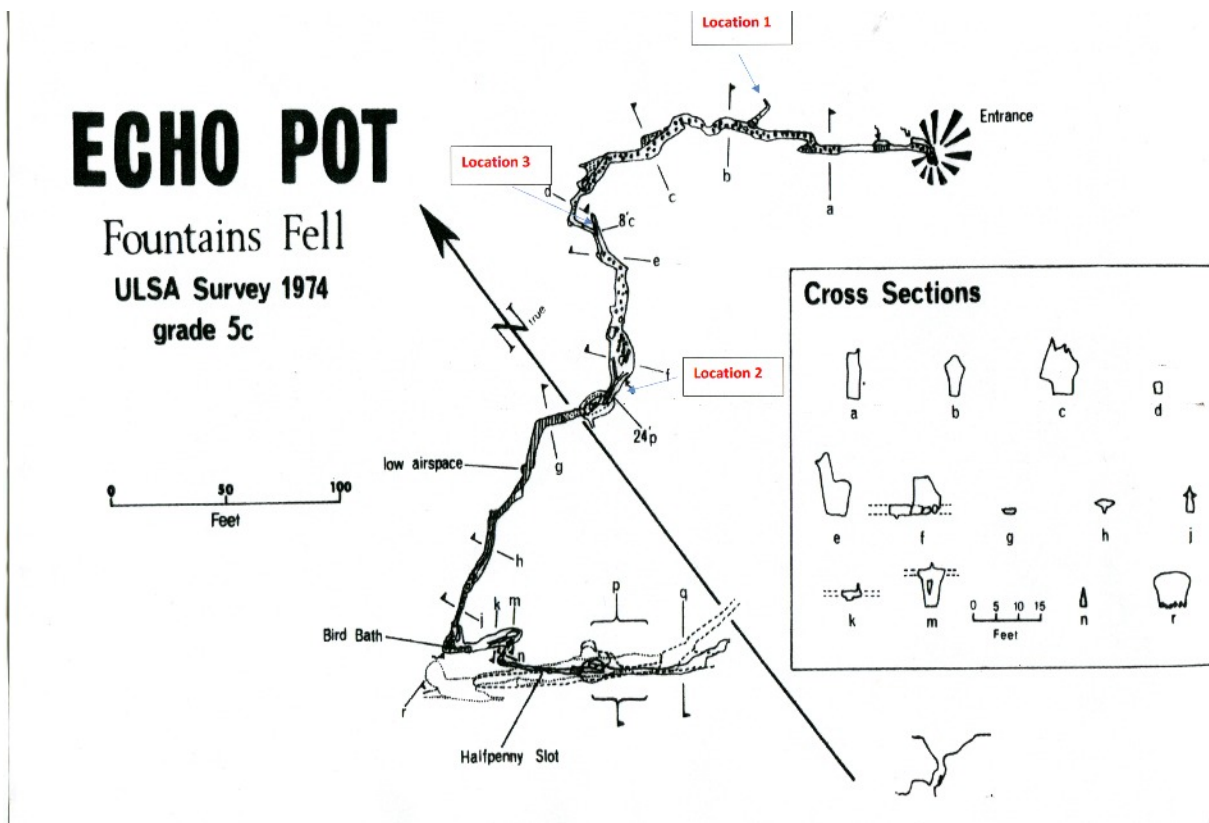 Location 1
ECHO POT
Fountains Fell
ULSA Survey 1974
grade 5c
Entrance
Location 3
a
b
c
d
8'c
e
true
N
f
Location 2
24'p
g
low airspace
0 50 100
Feet
h
j
Bird Bath
k
m
n
p
q
r
Halfpenny Slot
Cross Sections
a b c d
e f g h j
k m
0 5 10 15
Feet
n r